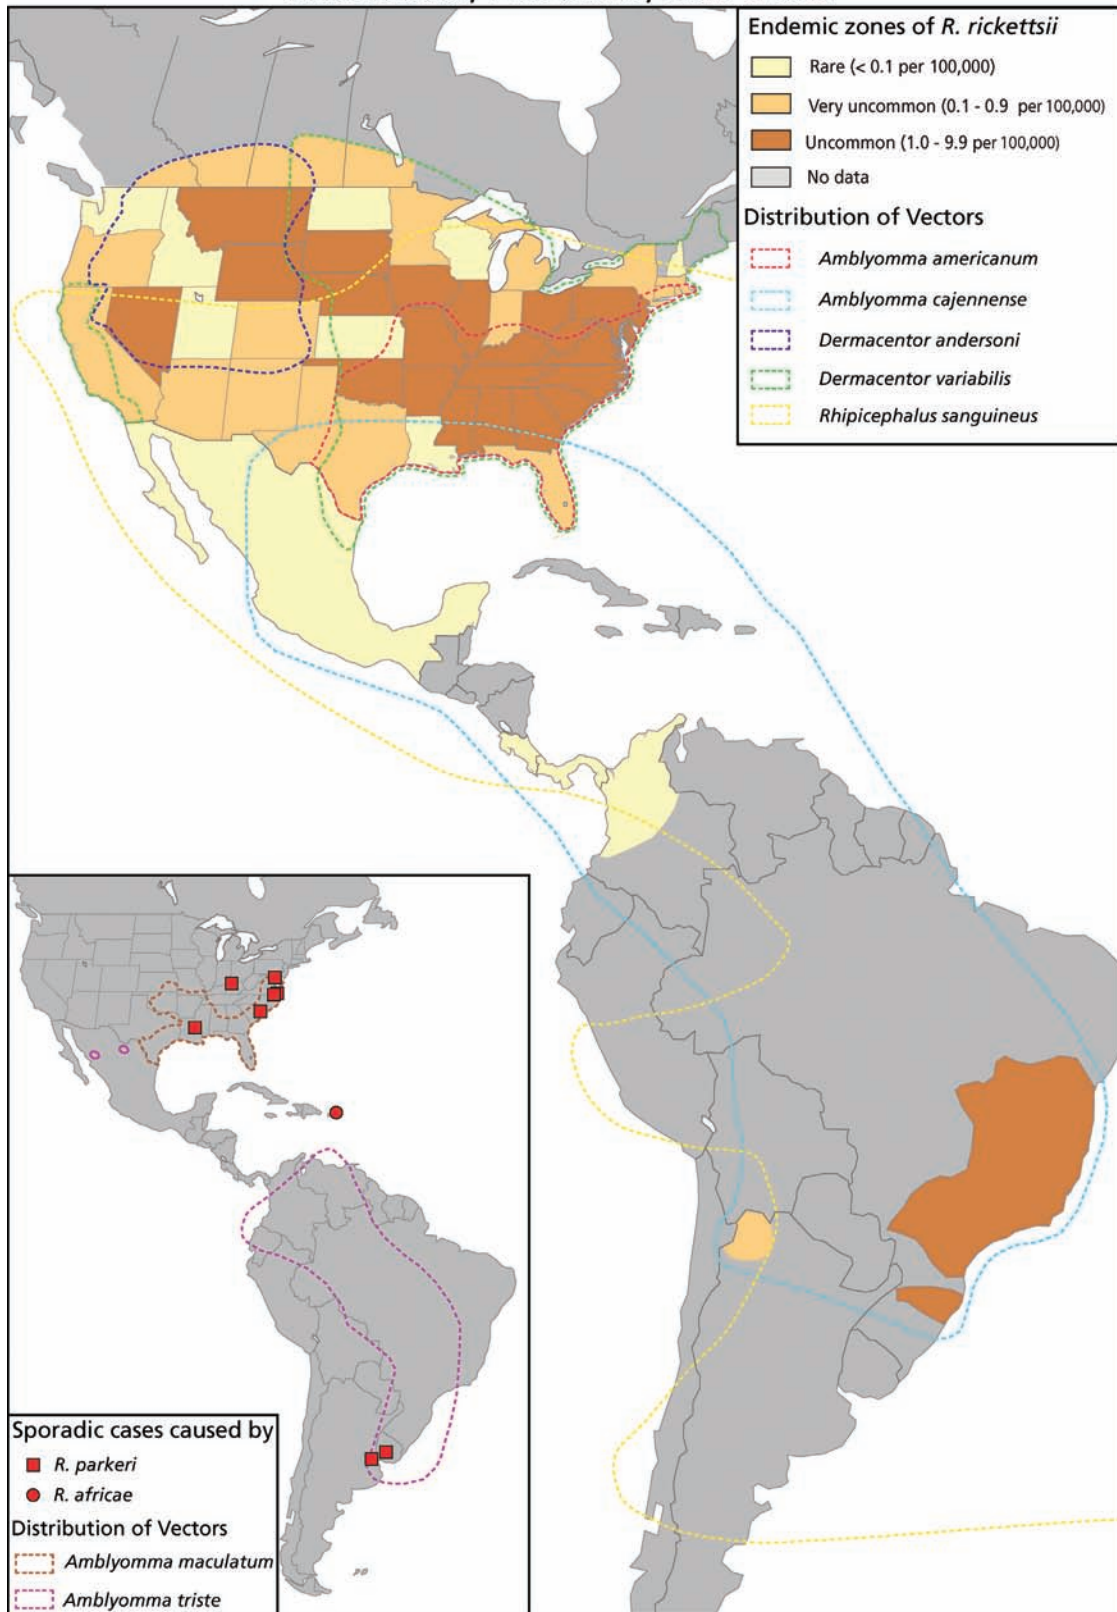 Endemic zones of R. rickettsii
Rare (< 0.1 per 100,000)
Very uncommon (0.1 - 0.9 per 100,000)
Uncommon (1.0 - 9.9 per 100,000)
No data
Distribution of Vectors
Amblyomma americanum
Amblyomma cajennense
Dermacentor andersoni
Dermacentor variabilis
Rhipicephalus sanguineus
Sporadic cases caused by
R. parkeri
R. africae
Distribution of Vectors
Amblyomma maculatum
Amblyomma triste